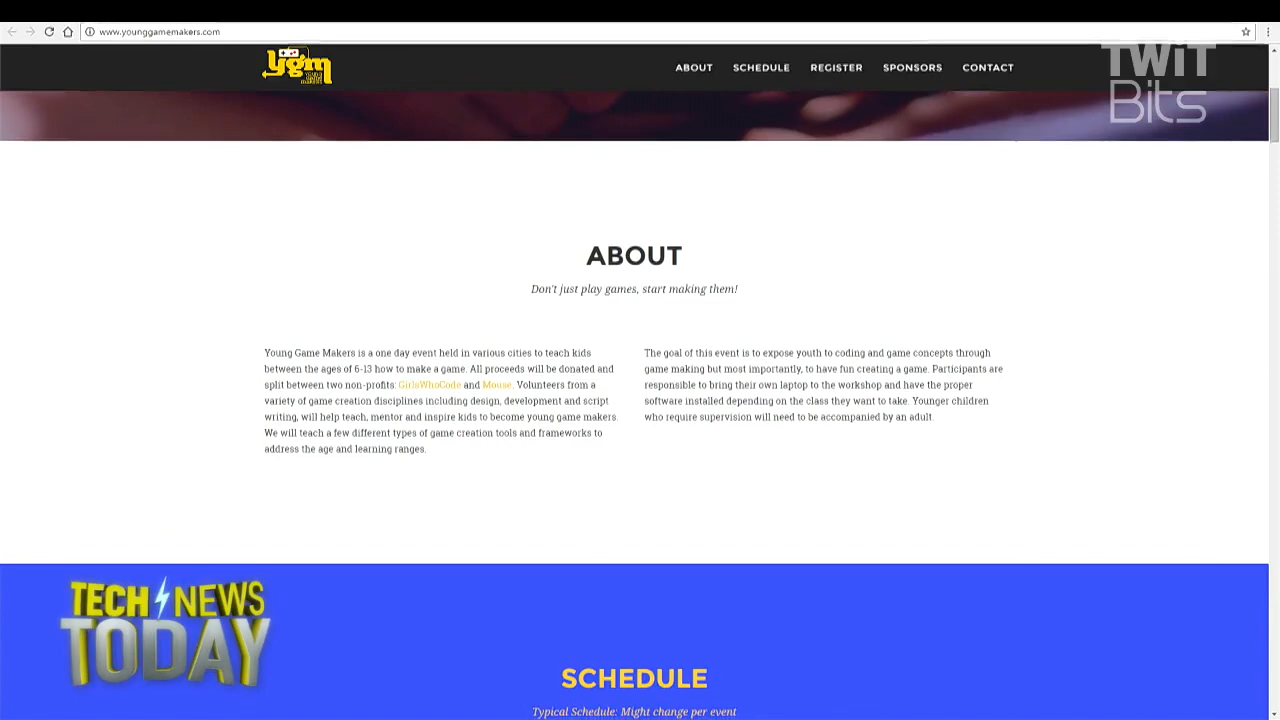 www.younggamemakers.com
ygm
ABOUT SCHEDULE REGISTER SPONSORS CONTACT
TWiT
Bits
ABOUT
Don't just play games, start making them!
Young Game Makers is a one day event held in various cities to teach kids
between the ages of 6-13 how to make a game. All proceeds will be donated and
split between two non-profits: GirlsWhoCode and Mouse. Volunteers from a
variety of game creation disciplines including design, development and script
writing, will help teach, mentor and inspire kids to become young game makers.
We will teach a few different types of game creation tools and frameworks to
address the age and learning ranges.
The goal of this event is to expose youth to coding and game concepts through
game making but most importantly, to have fun creating a game. Participants are
responsible to bring their own laptop to the workshop and have the proper
software installed depending on the class they want to take. Younger children
who require supervision will need to be accompanied by an adult.
TECH NEWS
TODAY
SCHEDULE
Typical Schedule: Might change per event